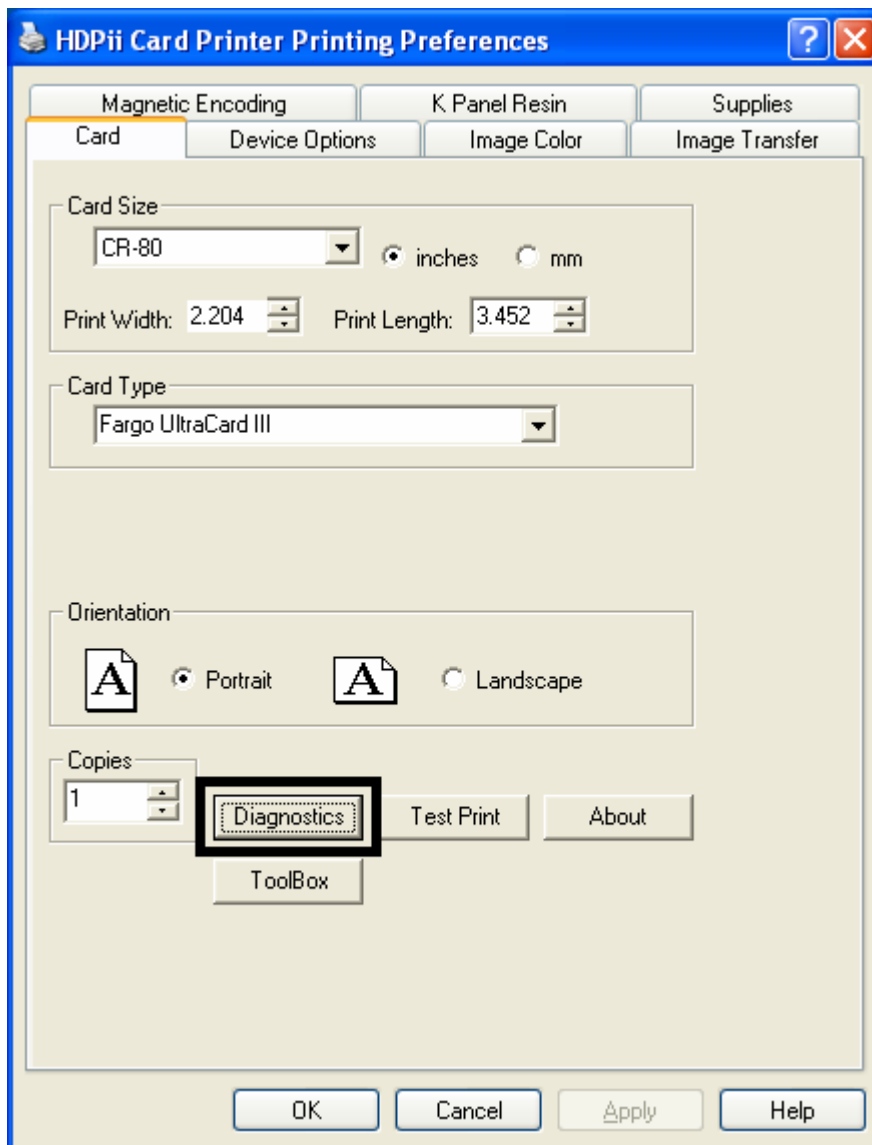 HDPii Card Printer Printing Preferences
Magnetic Encoding K Panel Resin Supplies
Card Device Options Image Color Image Transfer
Card Size
CR-80 inches mm
Print Width: 2.204 Print Length: 3.452
Card Type
Fargo UltraCard III
Orientation
A Portrait A Landscape
Copies
1 Diagnostics Test Print About
ToolBox
OK Cancel Apply Help